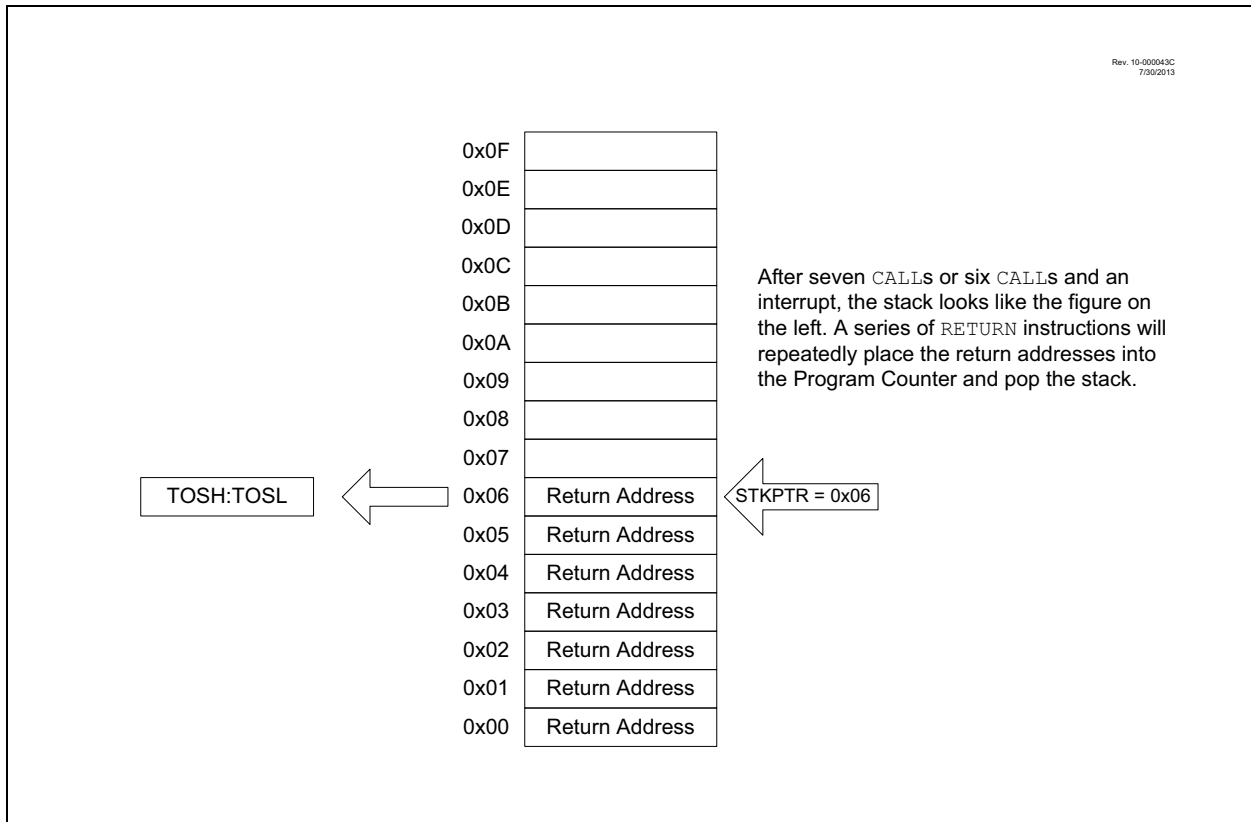 Rev. 10-000043C
7/30/2013
0x0F
0x0E
0x0D
0x0C
0x0B
0x0A
0x09
0x08
0x07
After seven CALLs or six CALLs and an
interrupt, the stack looks like the figure on
the left. A series of RETURN instructions will
repeatedly place the return addresses into
the Program Counter and pop the stack.
TOSH:TOSL
0x06 Return Address
STKPTR = 0x06
0x05 Return Address
0x04 Return Address
0x03 Return Address
0x02 Return Address
0x01 Return Address
0x00 Return Address